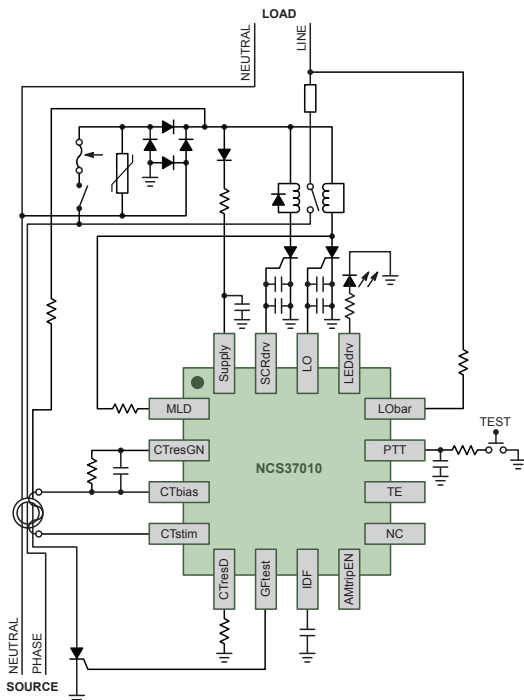 LOAD
NEUTRAL
LINE
Supply
SCRdrv
LO
LEDdrv
MLD
LObar
TEST
CTresGN
PTT
NCS37010
CTbias
TE
CTstim
NC
CTresD
GFtest
IDF
AMtripEN
NEUTRAL
PHASE
SOURCE